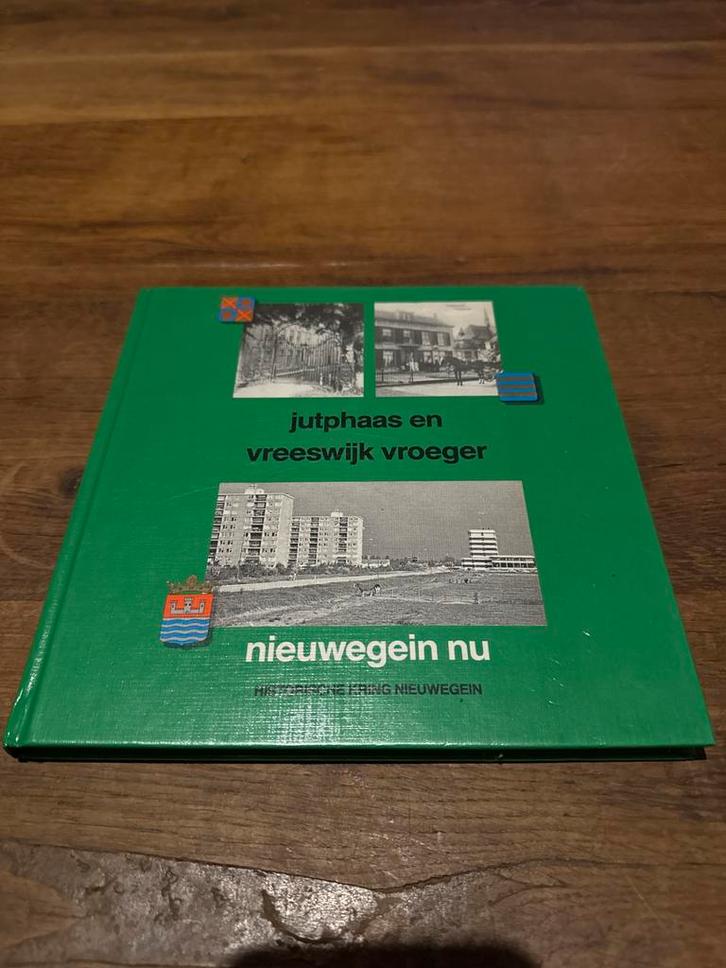 jutphaas en
vreeswijk vroeger
nieuwegein nu
HISTORISCHE KRING NIEUWEGEIN